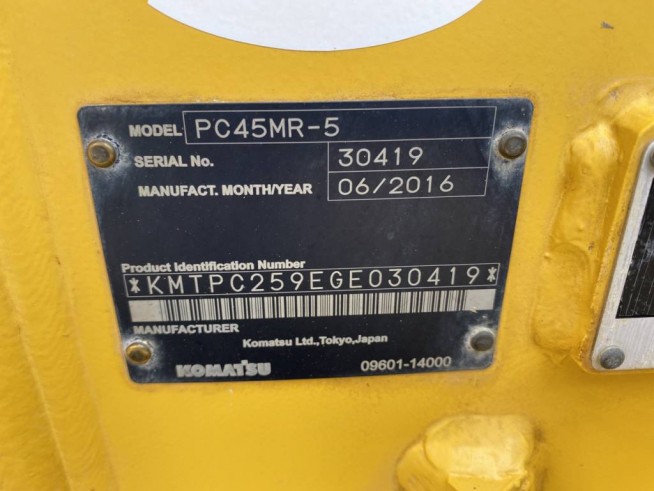 MODEL PC45MR-5
SERIAL No. 30419
MANUFACT. MONTH/YEAR 06/2016
Product Identification Number
*KMTPC259EGE030419*
MANUFACTURER
Komatsu Ltd.,Tokyo,Japan
KOMATSU 09601-14000